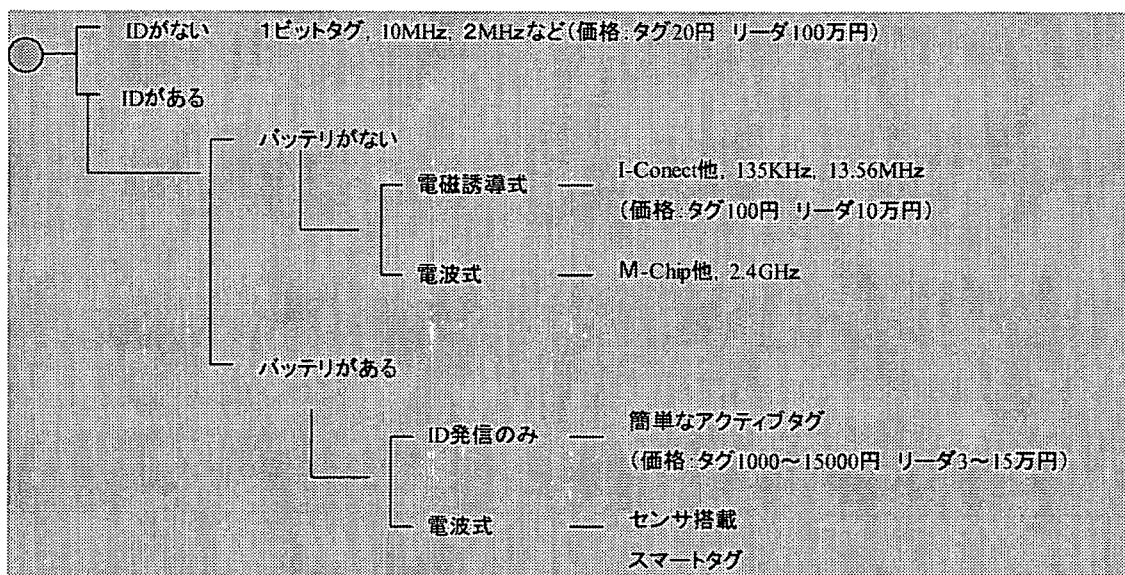 IDがない 1ビットタグ, 10MHz, 2MHzなど(価格:タグ20円 リーダ100万円)
IDがある
バッテリがない
電磁誘導式 I-Conect他, 135KHz, 13.56MHz
(価格:タグ100円 リーダ10万円)
電波式 M-Chip他, 2.4GHz
バッテリがある
ID発信のみ 簡単なアクティブタグ
(価格:タグ1000～15000円 リーダ3～15万円)
電波式 センサ搭載
スマートタグ